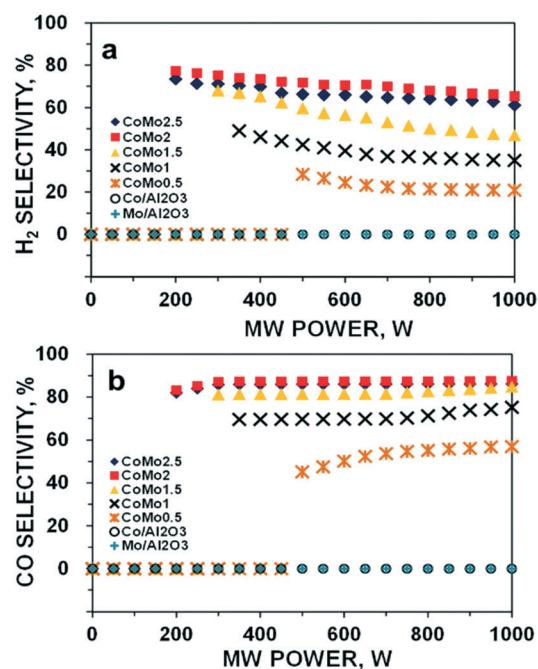 a
H2 SELECTIVITY, %
100
80
60
40
20
0
CoMo2.5
CoMo2
CoMo1.5
CoMo1
CoMo0.5
Co/Al2O3
Mo/Al2O3
0 200 400 600 800 1000
MW POWER, W
b
CO SELECTIVITY, %
100
80
60
40
20
0
CoMo2.5
CoMo2
CoMo1.5
CoMo1
CoMo0.5
Co/Al2O3
Mo/Al2O3
0 200 400 600 800 1000
MW POWER, W